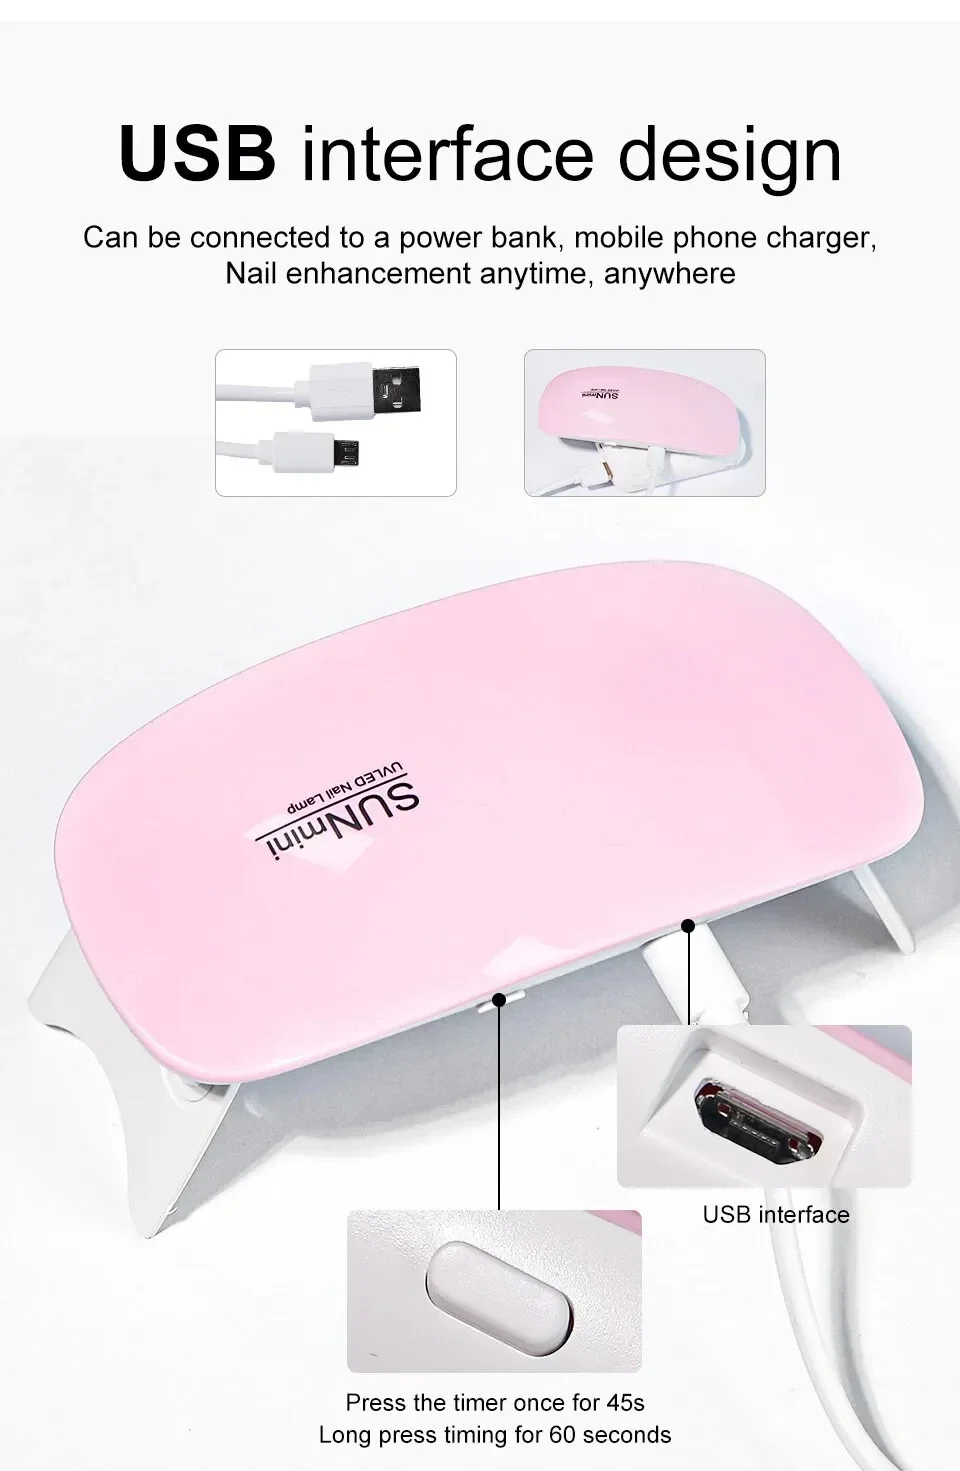 USB interface design
Can be connected to a power bank, mobile phone charger,
Nail enhancement anytime, anywhere
SUNmini
SUNmini
UVLED Nail Lamp
USB interface
Press the timer once for 45s
Long press timing for 60 seconds